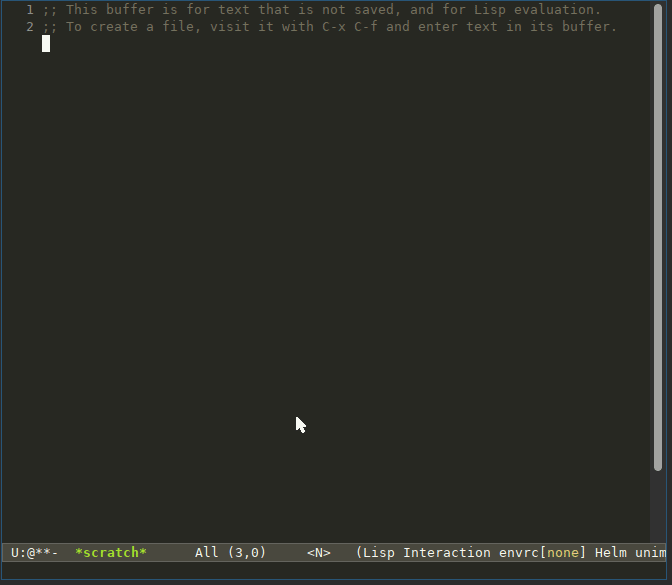 1 ;; This buffer is for text that is not saved, and for Lisp evaluation.
2 ;; To create a file, visit it with C-x C-f and enter text in its buffer.
U:@**-  *scratch*      All (3,0)     <N>   (Lisp Interaction envrc[none] Helm unim